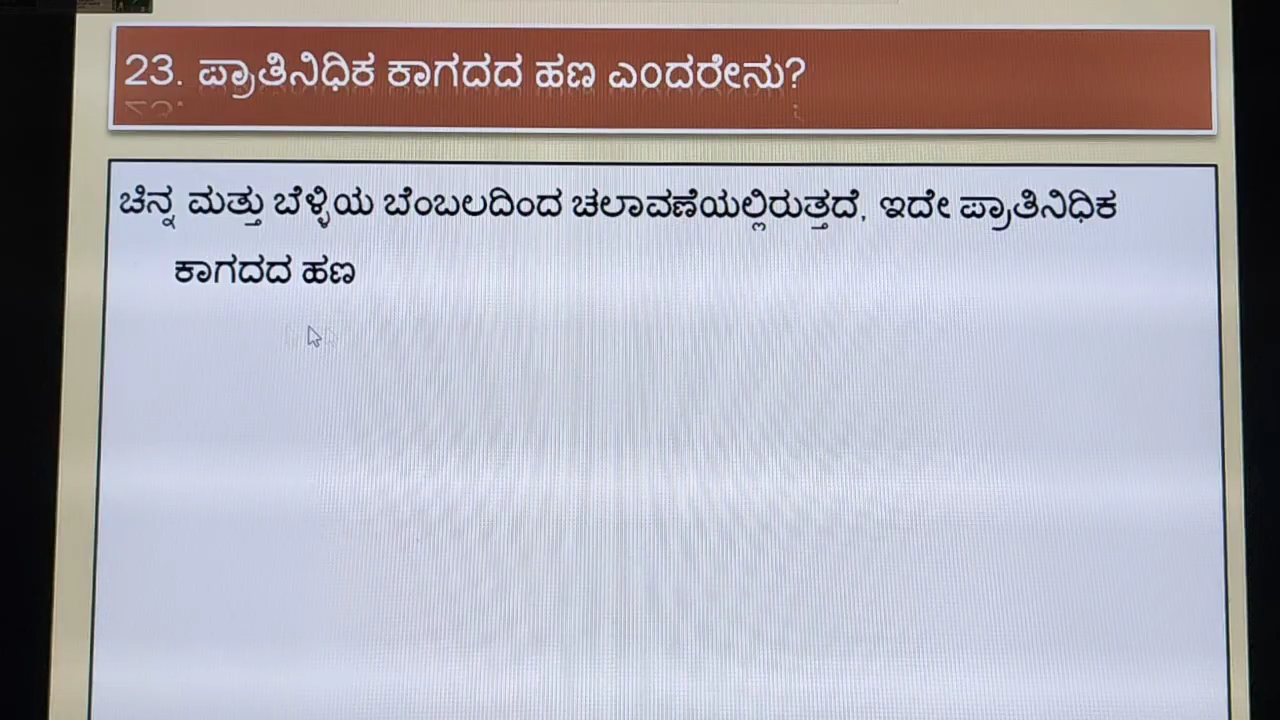 23. ಪ್ರಾತಿನಿಧಿಕ ಕಾಗದದ ಹಣ ಎಂದರೇನು?
ಚಿನ್ನ ಮತ್ತು ಬೆಳ್ಳಿಯ ಬೆಂಬಲದಿಂದ ಚಲಾವಣೆಯಲ್ಲಿರುತ್ತದೆ, ಇದೇ ಪ್ರಾತಿನಿಧಿಕ
ಕಾಗದದ ಹಣ